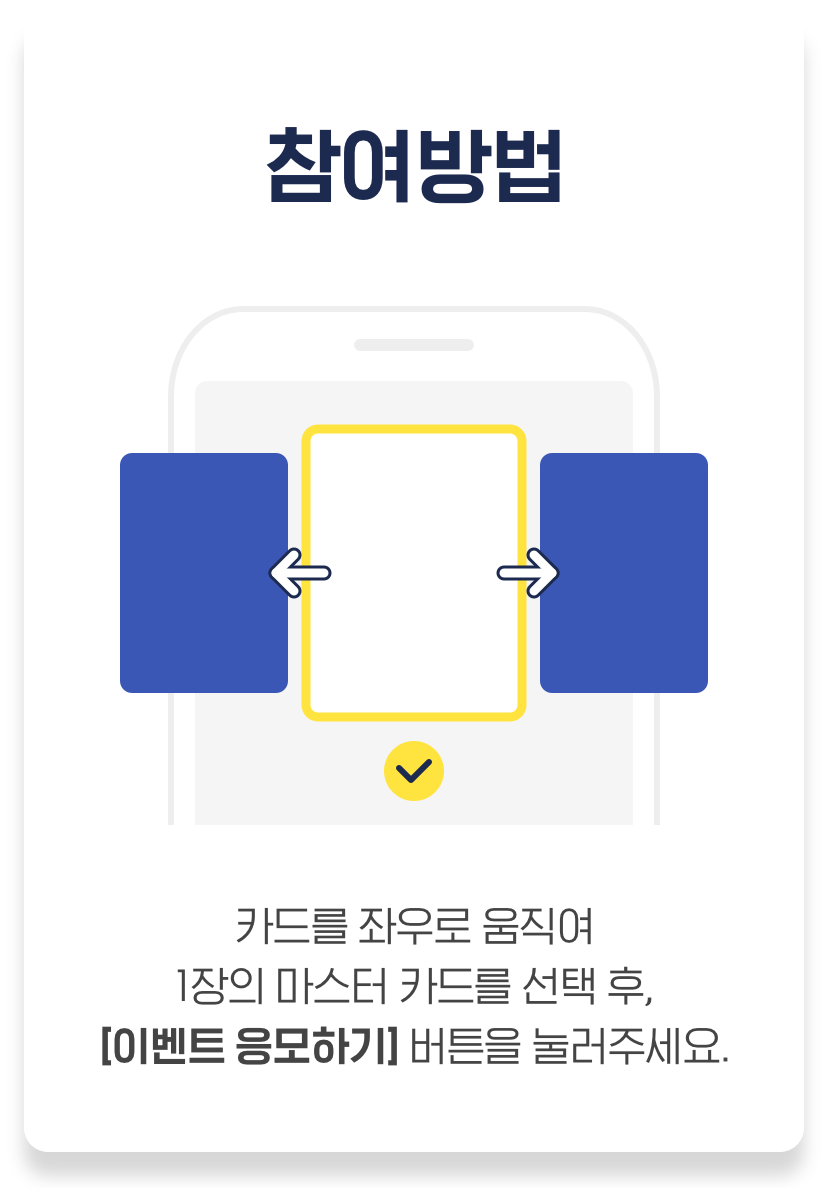 참여방법
카드를 좌우로 움직여
1장의 마스터 카드를 선택 후,
[이벤트 응모하기] 버튼을 눌러주세요.